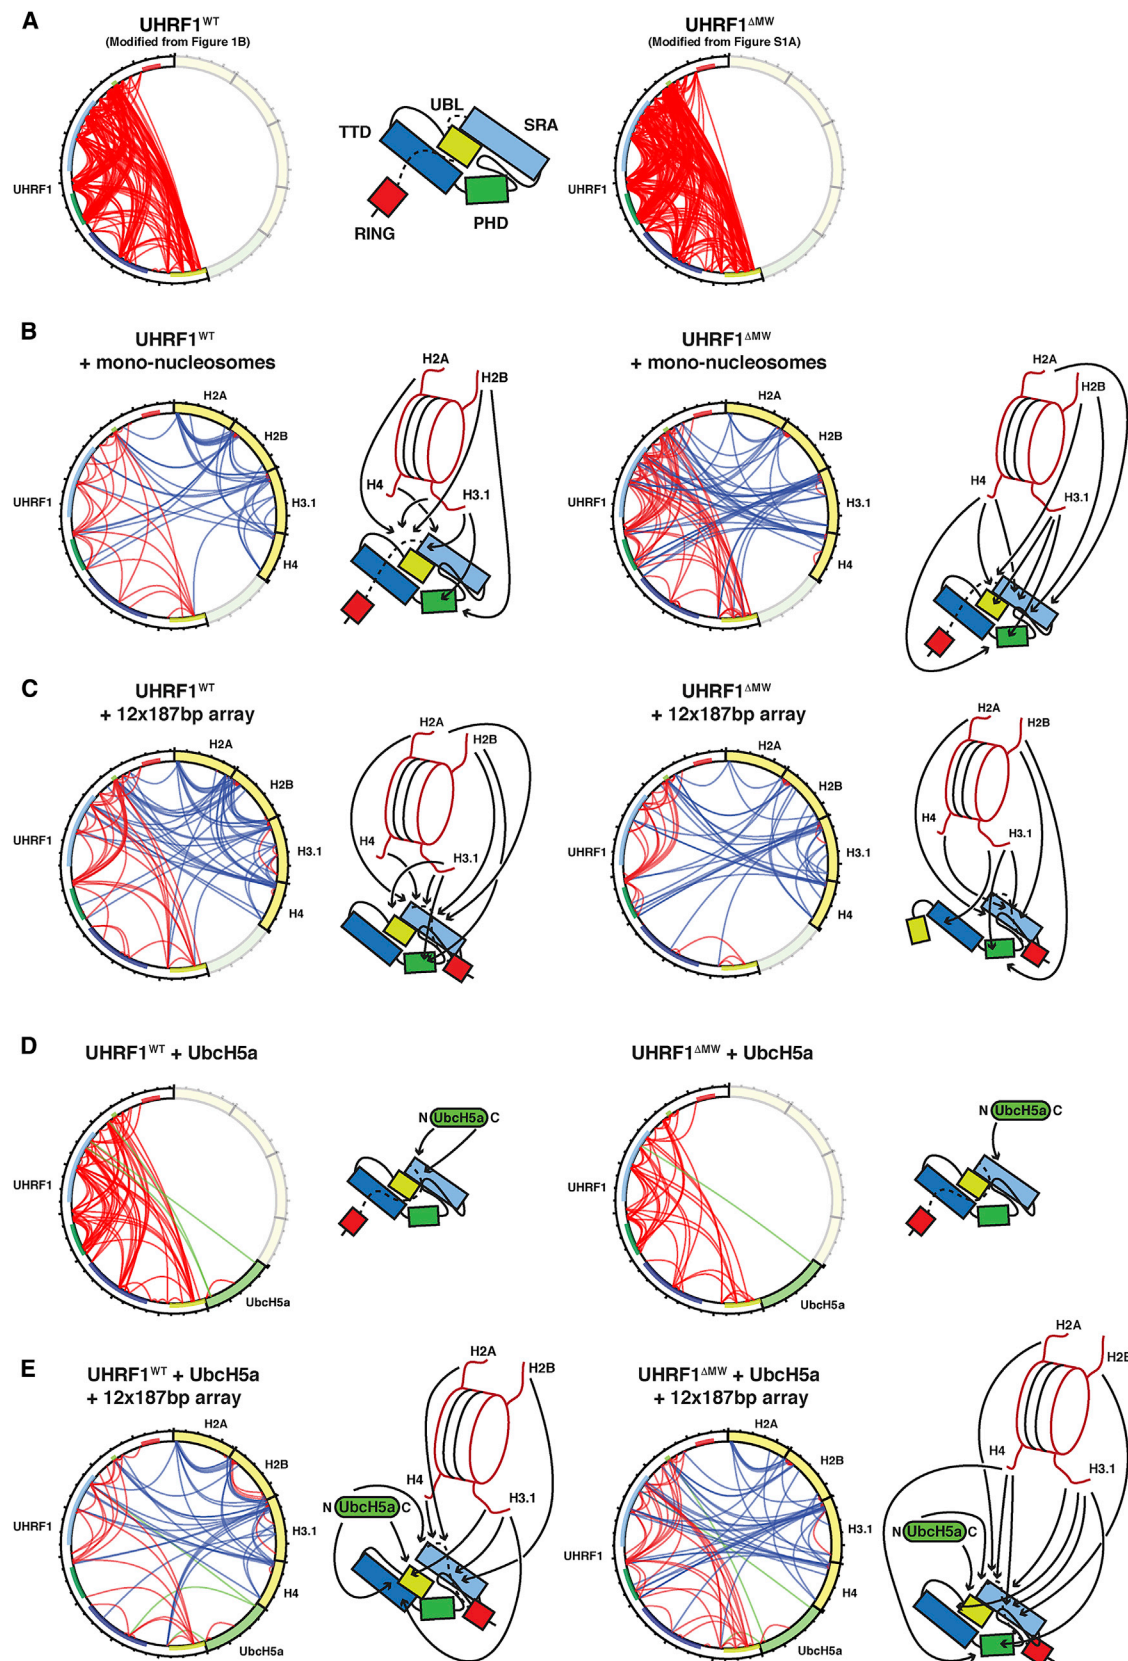 A
UHRF1WT
(Modified from Figure 1B)
UHRF1
UBL
TTD
SRA
RING
PHD
UHRF1ΔMW
(Modified from Figure S1A)
UHRF1
B
UHRF1WT
+ mono-nucleosomes
H2A
H2B
H3.1
H4
UHRF1
H2A
H2B
H4
H3.1
UHRF1ΔMW
+ mono-nucleosomes
H2A
H2B
H3.1
H4
UHRF1
H2A
H2B
H4
H3.1
C
UHRF1WT
+ 12x187bp array
H2A
H2B
H3.1
H4
UHRF1
H2A
H2B
H4
H3.1
UHRF1ΔMW
+ 12x187bp array
H2A
H2B
H3.1
H4
UHRF1
H2A
H2B
H4
H3.1
D
UHRF1WT + UbcH5a
UHRF1
UbcH5a
N UbcH5a C
UHRF1ΔMW + UbcH5a
UHRF1
UbcH5a
N UbcH5a C
E
UHRF1WT + UbcH5a
+ 12x187bp array
H2A
H2B
H3.1
H4
UHRF1
UbcH5a
H2A
H2B
H4
N UbcH5a C
H3.1
UHRF1ΔMW + UbcH5a
+ 12x187bp array
H2A
H2B
H3.1
H4
UHRF1
UbcH5a
H2A
H2B
H4
H3.1
N UbcH5a C